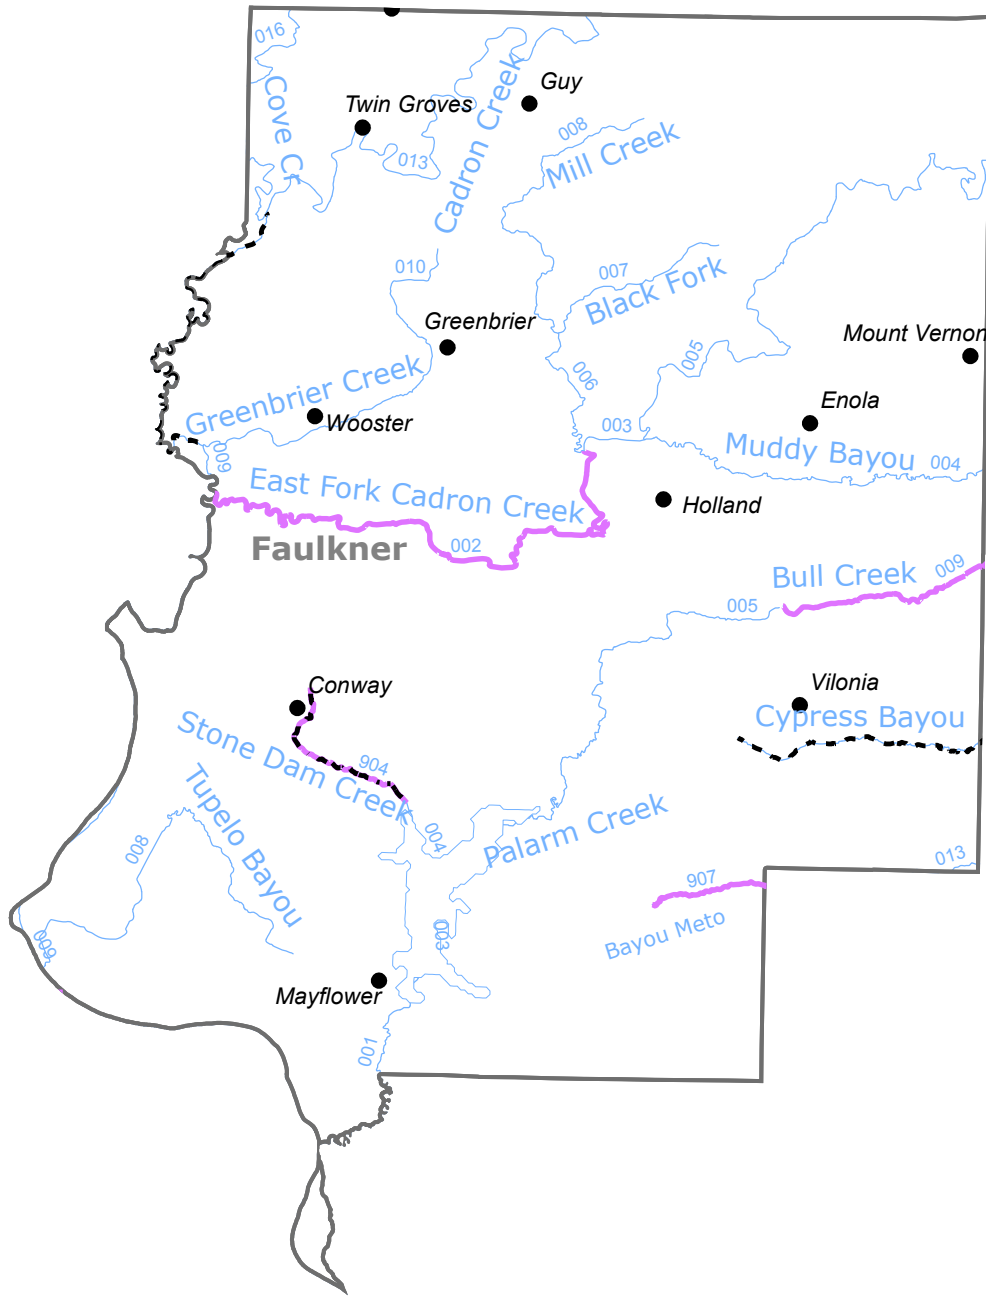 016
Guy
Cove Cr
Twin Groves
Cadron Creek
008
013
Mill Creek
010
007
Black Fork
Greenbrier
Mount Vernon
005
Greenbrier Creek
006
Enola
Wooster
003
Muddy Bayou
009
004
East Fork Cadron Creek
Holland
002
Faulkner
Bull Creek
009
005
Conway
Vilonia
Cypress Bayou
Stone Dam Creek
904
Tupelo Bayou
004
Palarm Creek
008
013
907
Bayou Meto
003
009
Mayflower
001